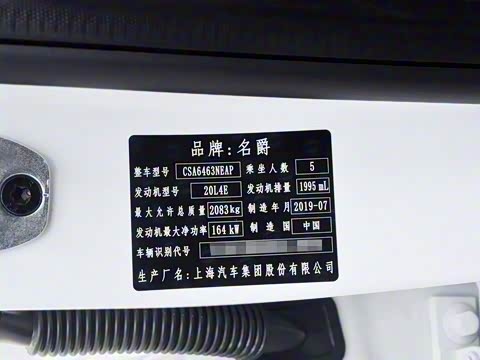 品牌:名爵
整车型号 CSA6463NEAP 乘坐人数 5
发动机型号 20L4E 发动机排量 1995 mL
最大允许总质量 2083kg 制造年月 2019-07
发动机最大净功率 164 kW 制造国 中国
车辆识别代号
生产厂名:上海汽车集团股份有限公司